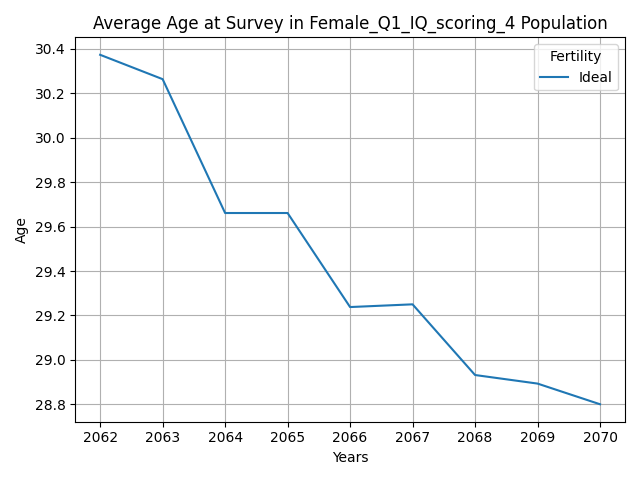 Average Age at Survey in Female_Q1_IQ_scoring_4 Population
Fertility
Ideal
30.4
30.2
30.0
29.8
29.6
29.4
29.2
29.0
28.8
Age
2062 2063 2064 2065 2066 2067 2068 2069 2070
Years